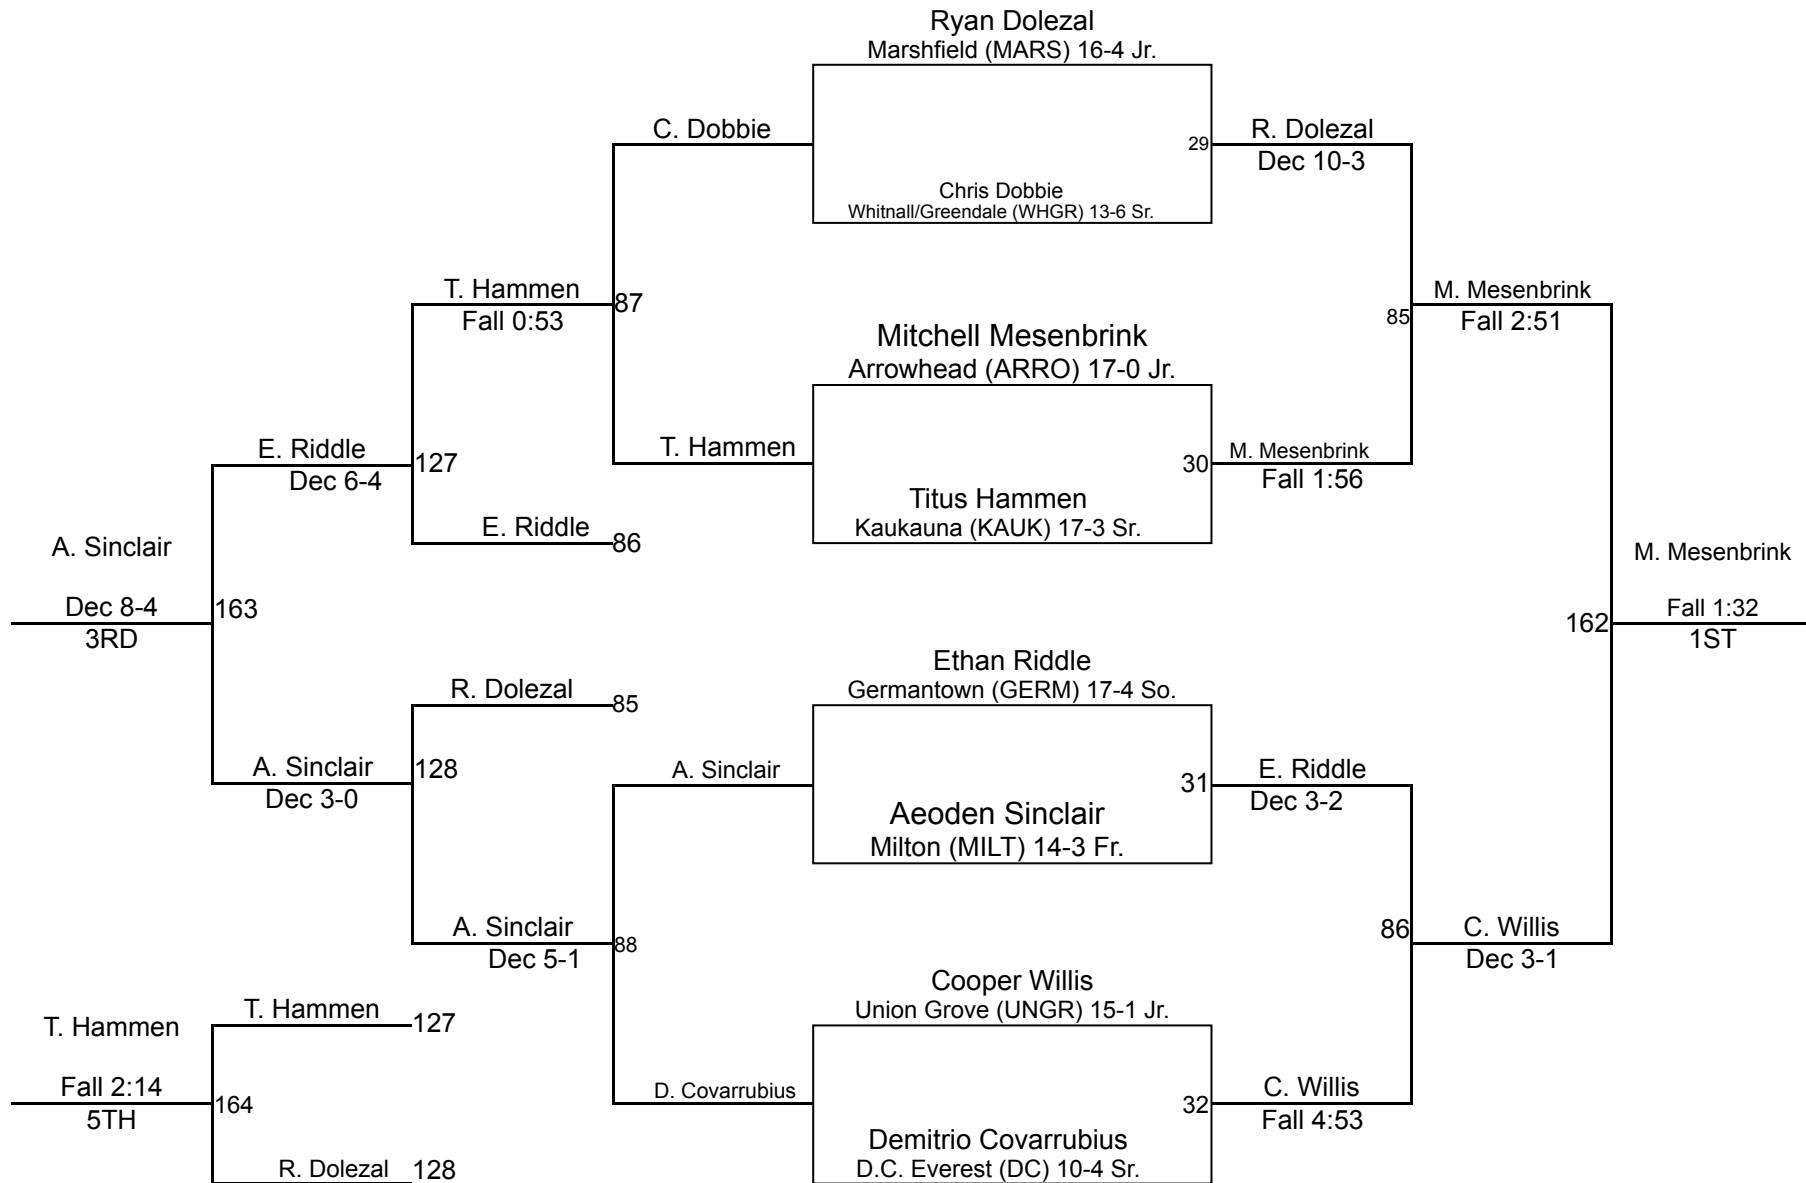 Ryan Dolezal
Marshfield (MARS) 16-4 Jr.
C. Dobbie
29
R. Dolezal
Dec 10-3
Chris Dobbie
Whitnall/Greendale (WHGR) 13-6 Sr.
T. Hammen
Fall 0:53
87
85
M. Mesenbrink
Fall 2:51
Mitchell Mesenbrink
Arrowhead (ARRO) 17-0 Jr.
E. Riddle
Dec 6-4
127
T. Hammen
30
M. Mesenbrink
Fall 1:56
Titus Hammen
Kaukauna (KAUK) 17-3 Sr.
E. Riddle
86
A. Sinclair
Dec 8-4
3RD
163
M. Mesenbrink
Fall 1:32
1ST
162
Ethan Riddle
Germantown (GERM) 17-4 So.
R. Dolezal
85
A. Sinclair
Dec 3-0
128
A. Sinclair
31
E. Riddle
Dec 3-2
Aeoden Sinclair
Milton (MILT) 14-3 Fr.
A. Sinclair
Dec 5-1
88
86
C. Willis
Dec 3-1
Cooper Willis
Union Grove (UNGR) 15-1 Jr.
T. Hammen
T. Hammen
127
Fall 2:14
5TH
164
D. Covarrubius
32
C. Willis
Fall 4:53
Demitrio Covarrubius
D.C. Everest (DC) 10-4 Sr.
R. Dolezal
128